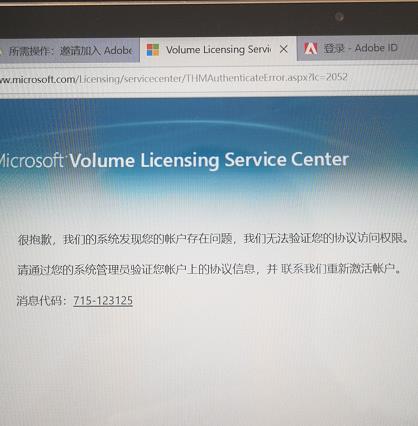 所需操作：邀請加入 Adobe
Volume Licensing Servi
登录 - Adobe ID
ww.microsoft.com/Licensing/servicecenter/THMAuthenticateError.aspx?lc=2052
Microsoft Volume Licensing Service Center
很抱歉，我们的系统发现您的帐户存在问题，我们无法验证您的协议访问权限。
请通过您的系统管理员验证您帐户上的协议信息，并 联系我们重新激活帐户。
消息代码：715-123125